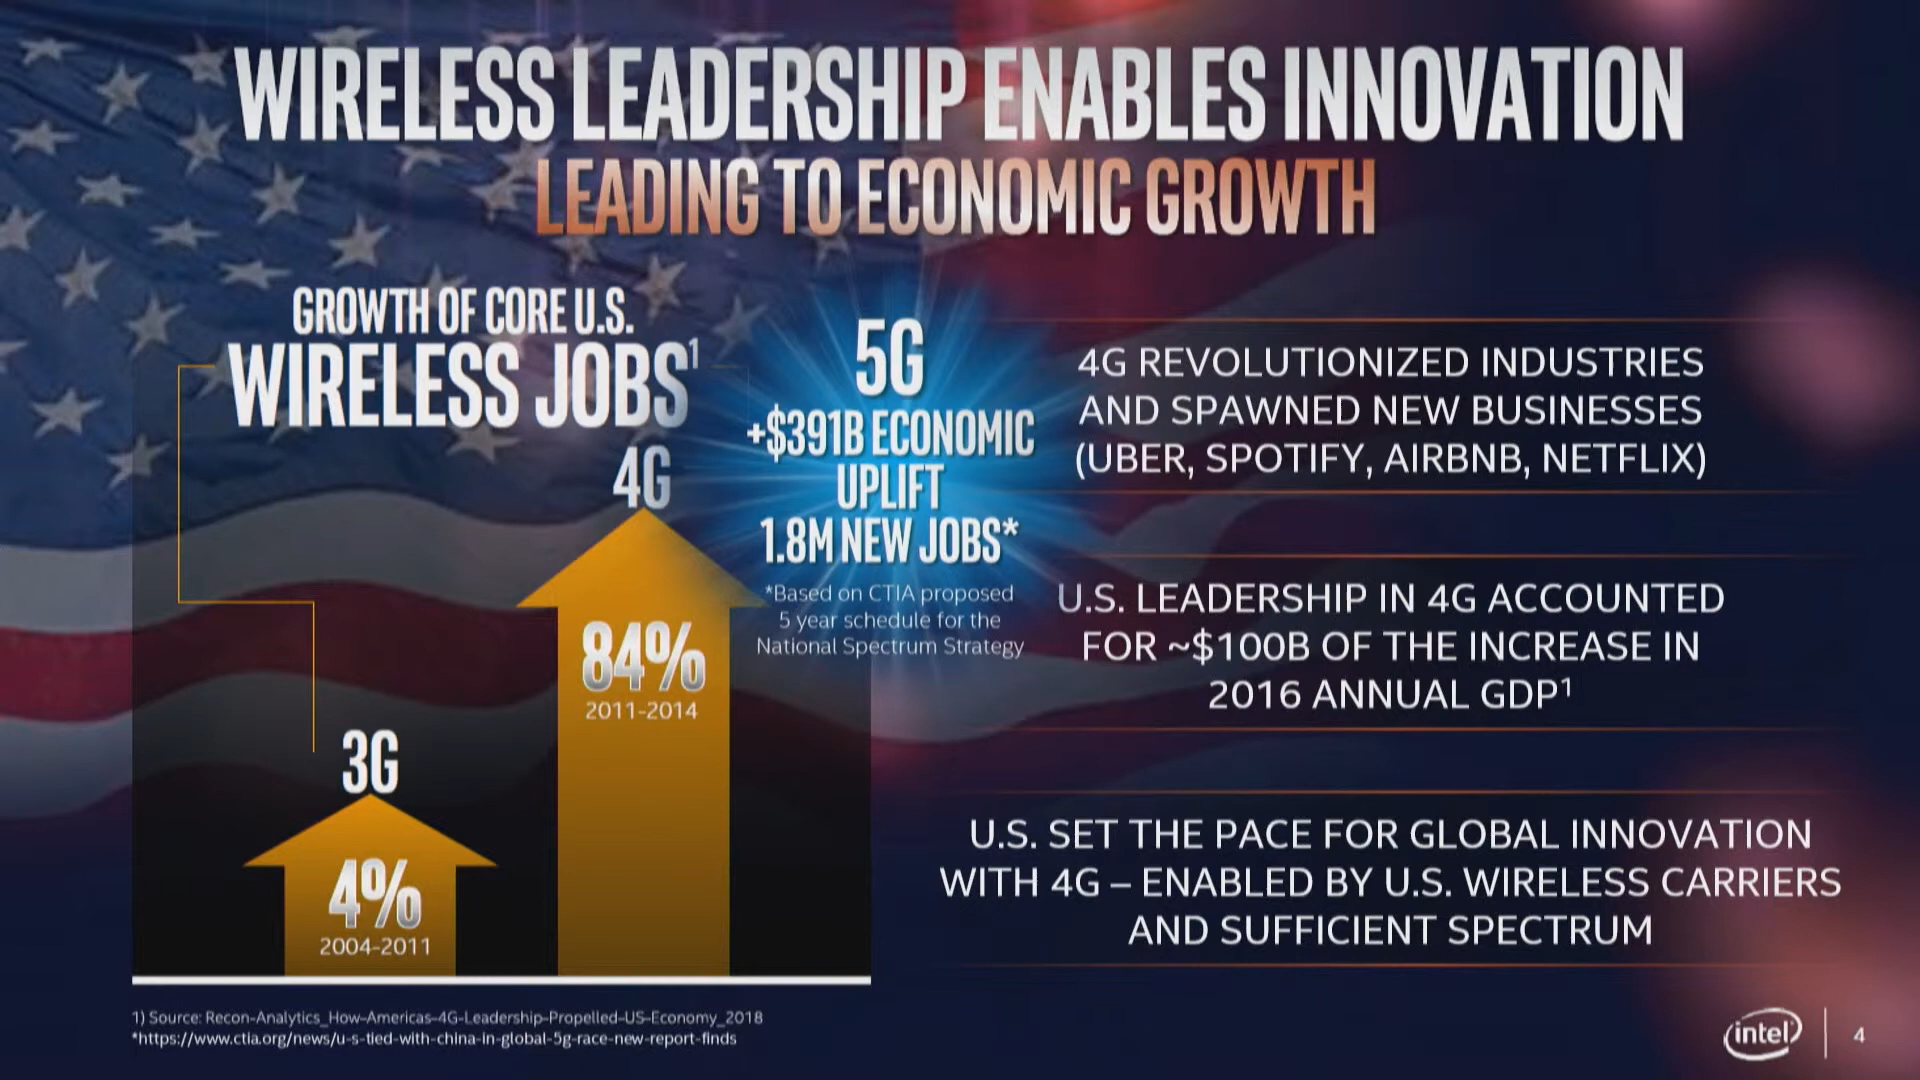 WIRELESS LEADERSHIP ENABLES INNOVATION
LEADING TO ECONOMIC GROWTH
GROWTH OF CORE U.S.
WIRELESS JOBS¹
4G
84%
2011-2014
3G
4%
2004-2011
5G
+$391B ECONOMIC
UPLIFT
1.8M NEW JOBS*
*Based on CTIA proposed
5 year schedule for the
National Spectrum Strategy
4G REVOLUTIONIZED INDUSTRIES
AND SPAWNED NEW BUSINESSES
(UBER, SPOTIFY, AIRBNB, NETFLIX)
U.S. LEADERSHIP IN 4G ACCOUNTED
FOR ~$100B OF THE INCREASE IN
2016 ANNUAL GDP¹
U.S. SET THE PACE FOR GLOBAL INNOVATION
WITH 4G – ENABLED BY U.S. WIRELESS CARRIERS
AND SUFFICIENT SPECTRUM
1) Source: Recon-Analytics_How-Americas-4G-Leadership-Propelled-US-Economy_2018
*https://www.ctia.org/news/u-s-tied-with-china-in-global-5g-race-new-report-finds
intel
4